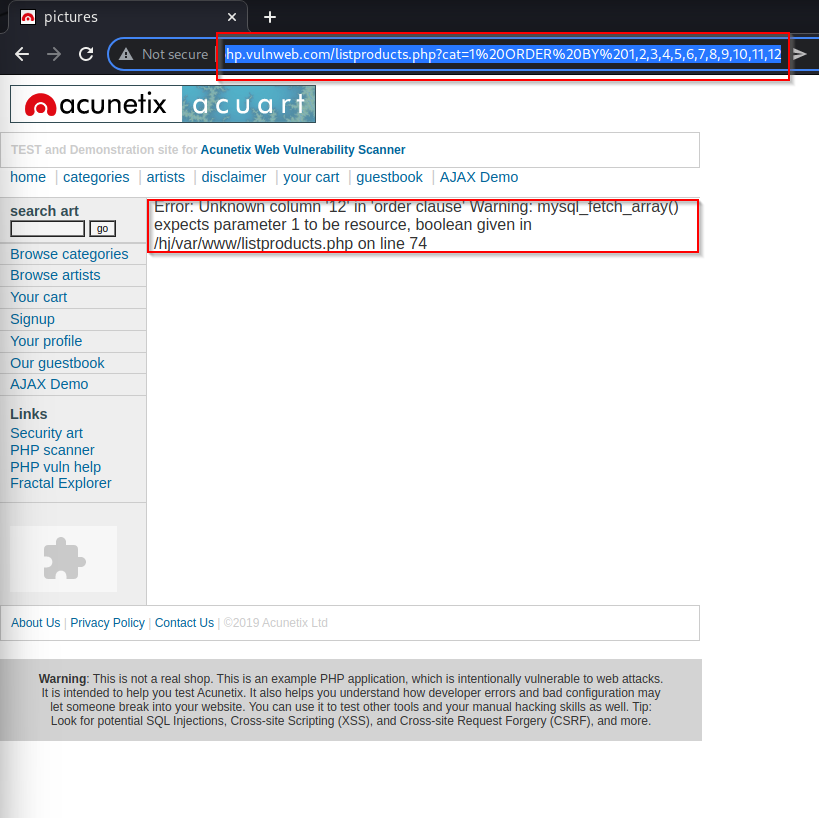 pictures
Not secure
hp.vulnweb.com/listproducts.php?cat=1%20ORDER%20BY%201,2,3,4,5,6,7,8,9,10,11,12
acunetix acuart
TEST and Demonstration site for Acunetix Web Vulnerability Scanner
home | categories | artists | disclaimer | your cart | guestbook | AJAX Demo
search art
go
Browse categories
Browse artists
Your cart
Signup
Your profile
Our guestbook
AJAX Demo
Links
Security art
PHP scanner
PHP vuln help
Fractal Explorer
Error: Unknown column '12' in 'order clause' Warning: mysql_fetch_array()
expects parameter 1 to be resource, boolean given in
/hj/var/www/listproducts.php on line 74
About Us | Privacy Policy | Contact Us | ©2019 Acunetix Ltd
Warning: This is not a real shop. This is an example PHP application, which is intentionally vulnerable to web attacks.
It is intended to help you test Acunetix. It also helps you understand how developer errors and bad configuration may
let someone break into your website. You can use it to test other tools and your manual hacking skills as well. Tip:
Look for potential SQL Injections, Cross-site Scripting (XSS), and Cross-site Request Forgery (CSRF), and more.